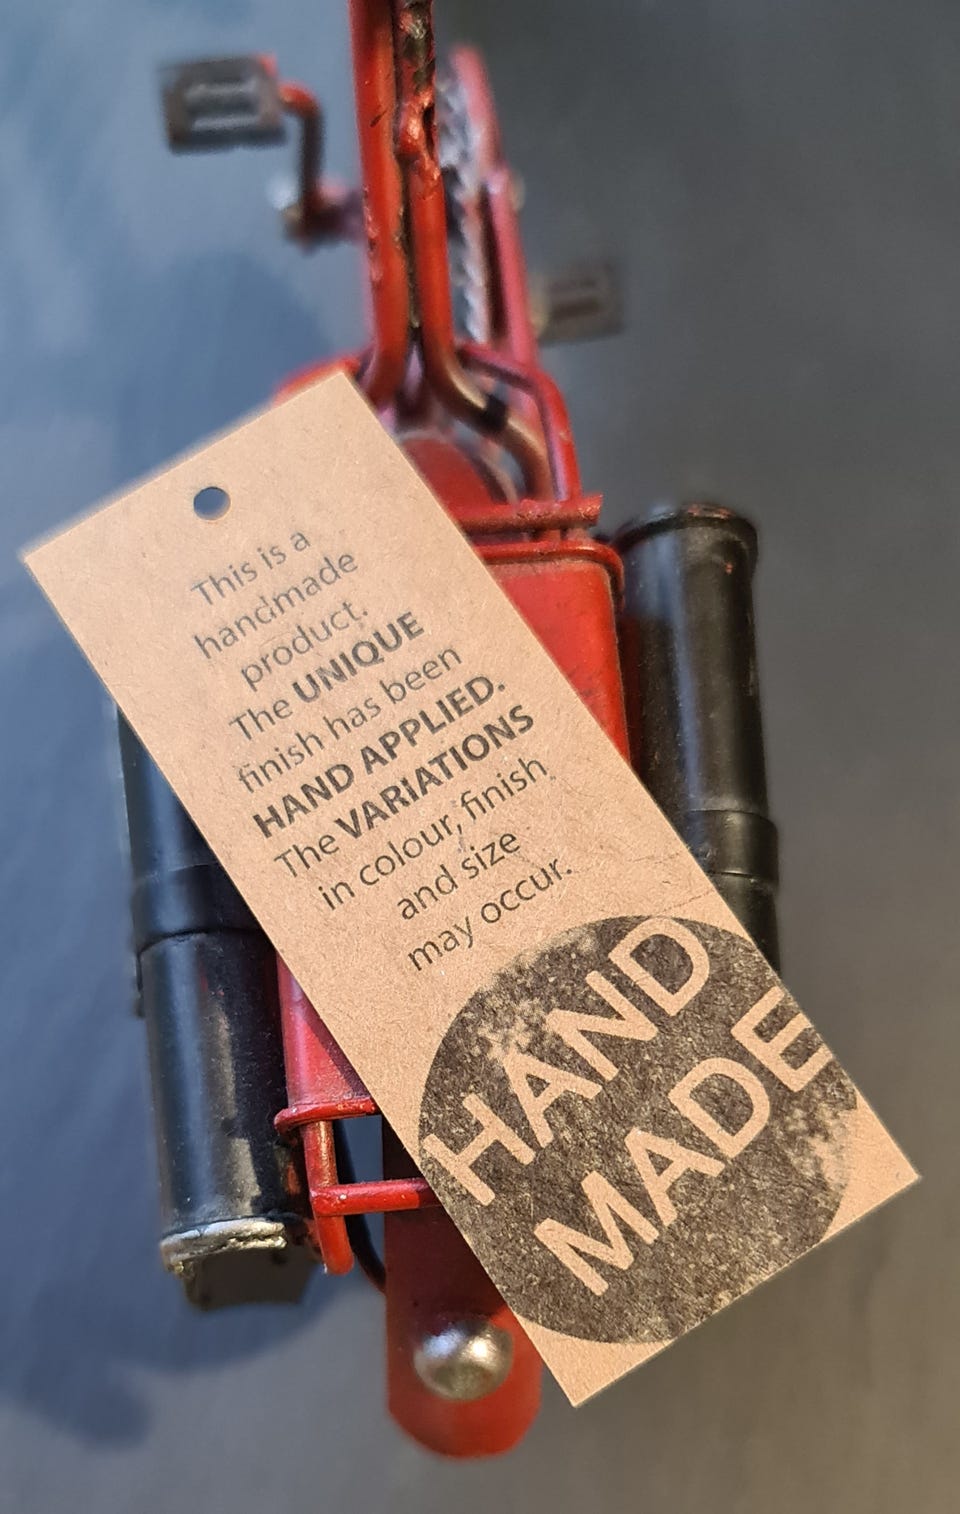 This is a
handmade
product.
The UNIQUE
finish has been
HAND APPLIED.
The VARIATIONS
in colour, finish
and size
may occur.
HAND
MADE